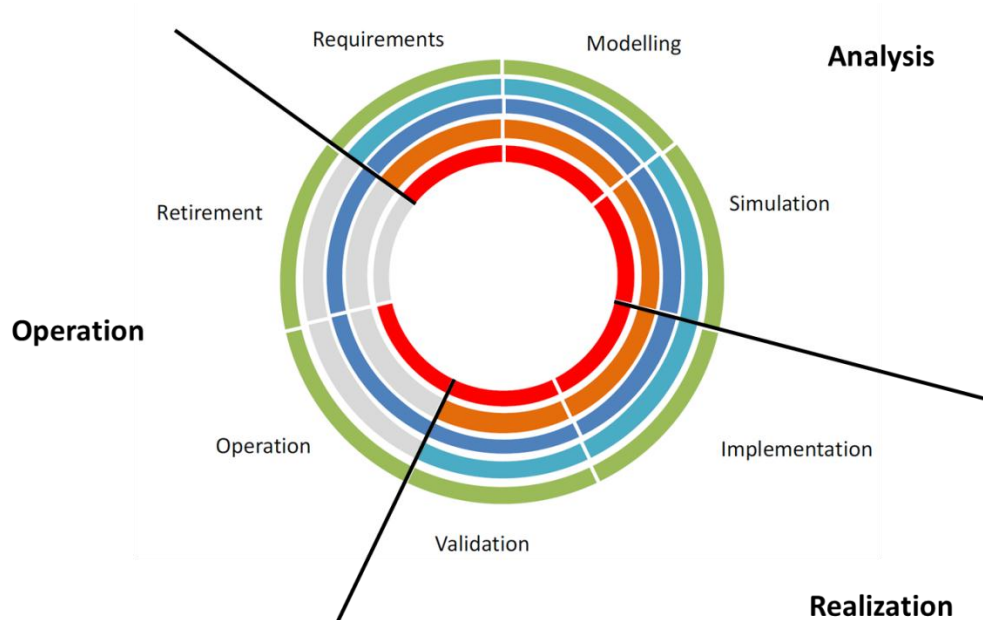 Requirements
Modelling
Analysis
Retirement
Simulation
Operation
Operation
Implementation
Validation
Realization